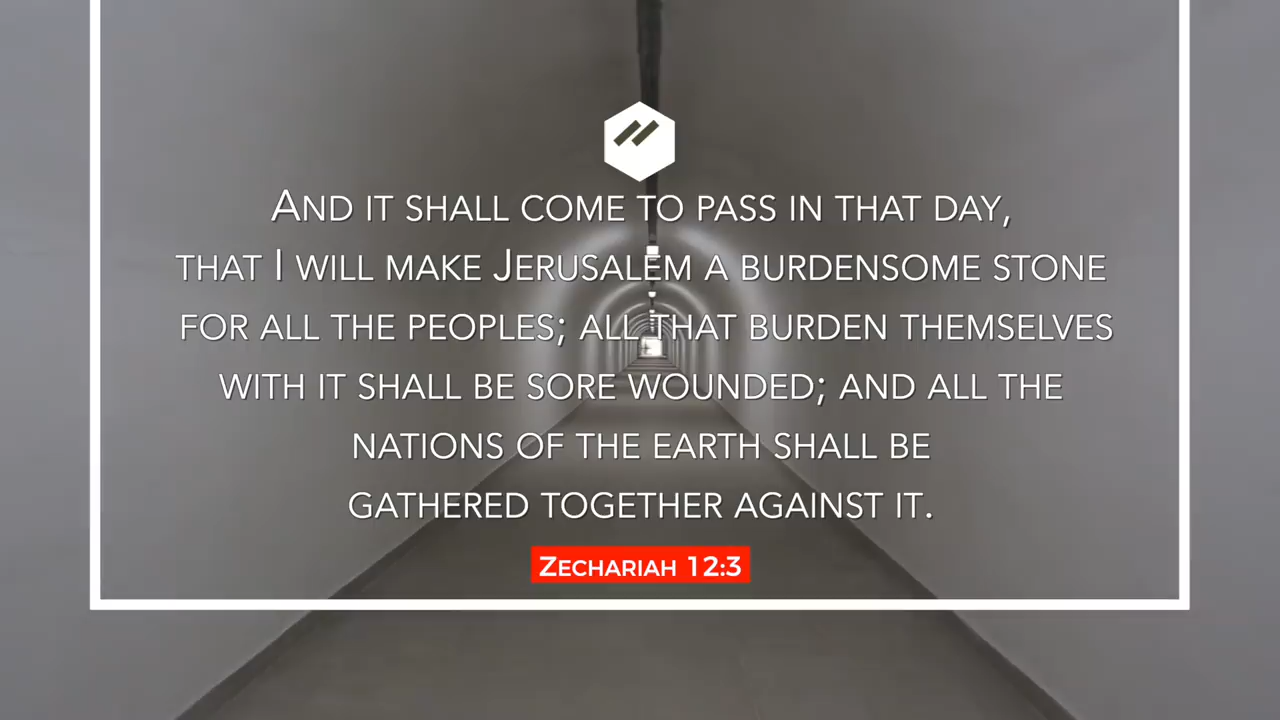 And it shall come to pass in that day,
that I will make Jerusalem a burdensome stone
for all the peoples; all that burden themselves
with it shall be sore wounded; and all the
nations of the earth shall be
gathered together against it.
Zechariah 12:3